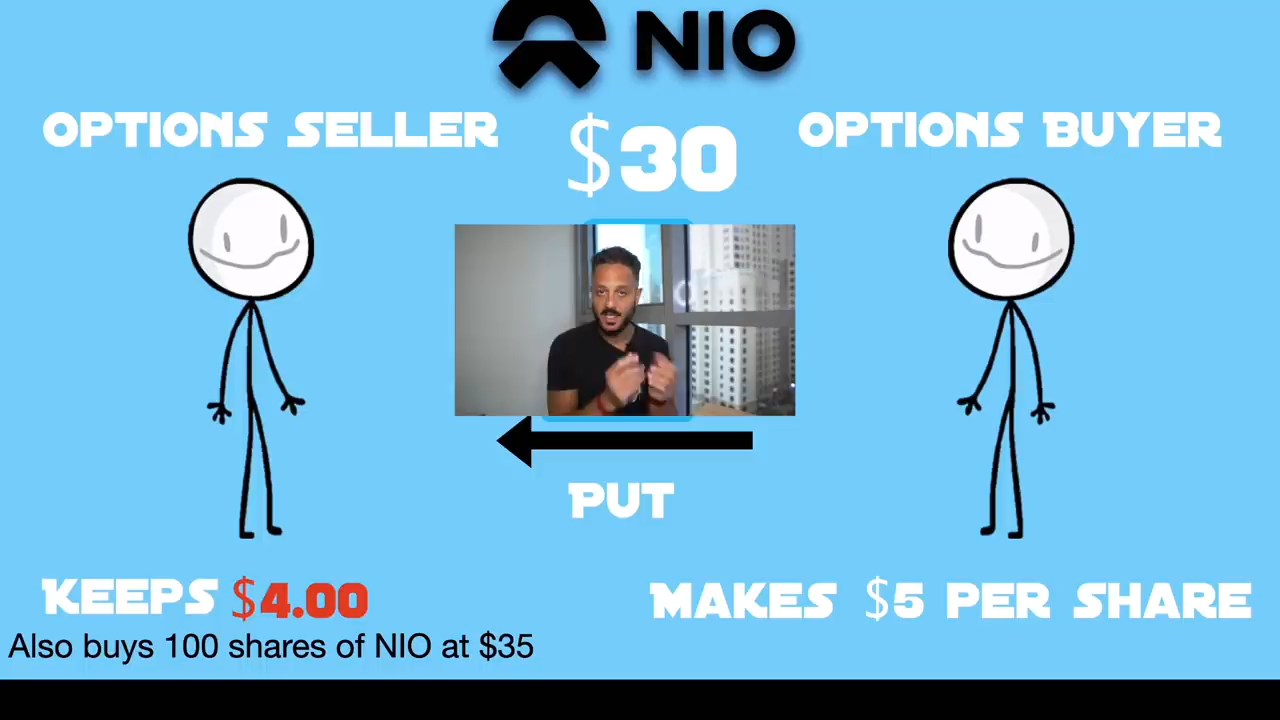 NIO
OPTIONS SELLER
$30
OPTIONS BUYER
PUT
KEEPS $4.00
MAKES $5 PER SHARE
Also buys 100 shares of NIO at $35